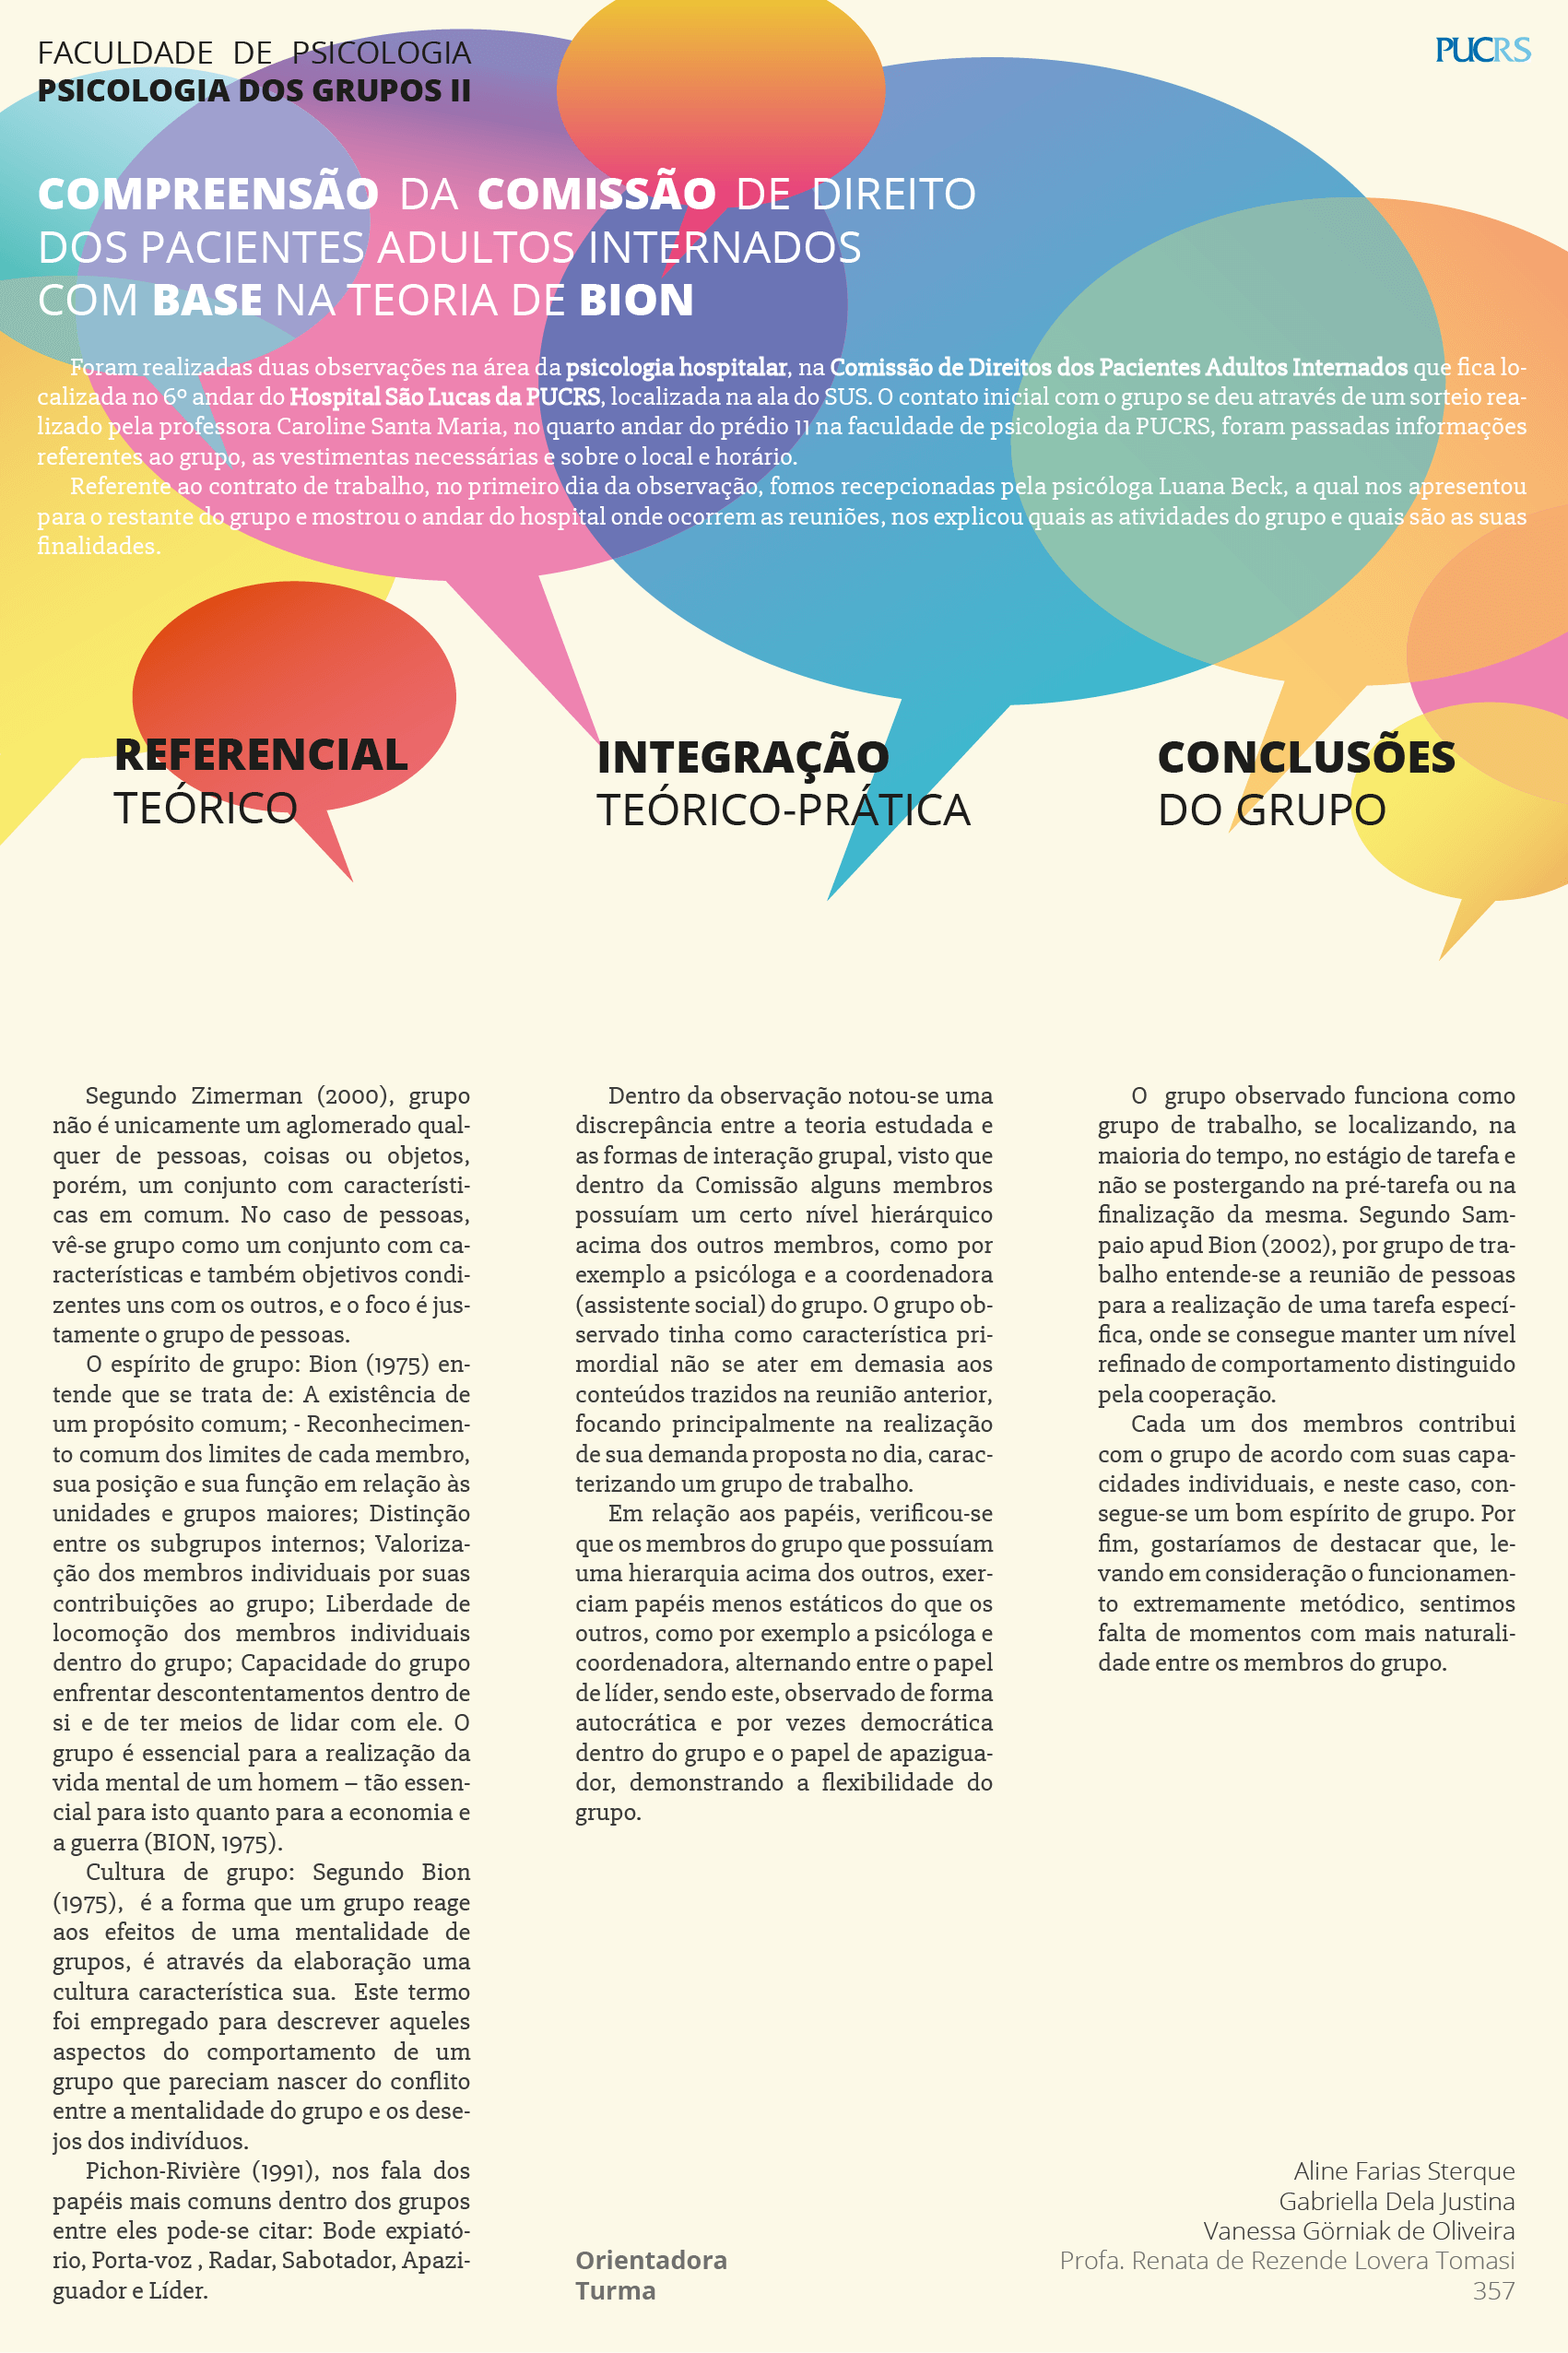 FACULDADE DE PSICOLOGIA
PSICOLOGIA DOS GRUPOS II
PUCRS
COMPREENSÃO DA COMISSÃO DE DIREITO
DOS PACIENTES ADULTOS INTERNADOS
COM BASE NA TEORIA DE BION
Foram realizadas duas observações na área da psicologia hospitalar, na Comissão de Direitos dos Pacientes Adultos Internados que fica lo-
calizada no 6º andar do Hospital São Lucas da PUCRS, localizada na ala do SUS. O contato inicial com o grupo se deu através de um sorteio rea-
lizado pela professora Caroline Santa Maria, no quarto andar do prédio 11 na faculdade de psicologia da PUCRS, foram passadas informações
referentes ao grupo, as vestimentas necessárias e sobre o local e horário.
Referente ao contrato de trabalho, no primeiro dia da observação, fomos recepcionadas pela psicóloga Luana Beck, a qual nos apresentou
para o restante do grupo e mostrou o andar do hospital onde ocorrem as reuniões, nos explicou quais as atividades do grupo e quais são as suas
finalidades.
REFERENCIAL
TEÓRICO
Segundo Zimerman (2000), grupo
não é unicamente um aglomerado qual-
quer de pessoas, coisas ou objetos,
porém, um conjunto com característi-
cas em comum. No caso de pessoas,
vê-se grupo como um conjunto com ca-
racterísticas e também objetivos condi-
zentes uns com os outros, e o foco é jus-
tamente o grupo de pessoas.
O espírito de grupo: Bion (1975) en-
tende que se trata de: A existência de
um propósito comum; - Reconhecimen-
to comum dos limites de cada membro,
sua posição e sua função em relação às
unidades e grupos maiores; Distinção
entre os subgrupos internos; Valoriza-
ção dos membros individuais por suas
contribuições ao grupo; Liberdade de
locomoção dos membros individuais
dentro do grupo; Capacidade do grupo
enfrentar descontentamentos dentro de
si e de ter meios de lidar com ele. O
grupo é essencial para a realização da
vida mental de um homem – tão essen-
cial para isto quanto para a economia e
a guerra (BION, 1975).
Cultura de grupo: Segundo Bion
(1975), é a forma que um grupo reage
aos efeitos de uma mentalidade de
grupos, é através da elaboração uma
cultura característica sua. Este termo
foi empregado para descrever aqueles
aspectos do comportamento de um
grupo que pareciam nascer do conflito
entre a mentalidade do grupo e os dese-
jos dos indivíduos.
Pichon-Rivière (1991), nos fala dos
papéis mais comuns dentro dos grupos
entre eles pode-se citar: Bode expiató-
rio, Porta-voz , Radar, Sabotador, Apazi-
guador e Líder.
INTEGRAÇÃO
TEÓRICO-PRÁTICA
Dentro da observação notou-se uma
discrepância entre a teoria estudada e
as formas de interação grupal, visto que
dentro da Comissão alguns membros
possuíam um certo nível hierárquico
acima dos outros membros, como por
exemplo a psicóloga e a coordenadora
(assistente social) do grupo. O grupo ob-
servado tinha como característica pri-
mordial não se ater em demasia aos
conteúdos trazidos na reunião anterior,
focando principalmente na realização
de sua demanda proposta no dia, carac-
terizando um grupo de trabalho.
Em relação aos papéis, verificou-se
que os membros do grupo que possuíam
uma hierarquia acima dos outros, exer-
ciam papéis menos estáticos do que os
outros, como por exemplo a psicóloga e
coordenadora, alternando entre o papel
de líder, sendo este, observado de forma
autocrática e por vezes democrática
dentro do grupo e o papel de apazigua-
dor, demonstrando a flexibilidade do
grupo.
CONCLUSÕES
DO GRUPO
O grupo observado funciona como
grupo de trabalho, se localizando, na
maioria do tempo, no estágio de tarefa e
não se postergando na pré-tarefa ou na
finalização da mesma. Segundo Sam-
paio apud Bion (2002), por grupo de tra-
balho entende-se a reunião de pessoas
para a realização de uma tarefa especí-
fica, onde se consegue manter um nível
refinado de comportamento distinguido
pela cooperação.
Cada um dos membros contribui
com o grupo de acordo com suas capa-
cidades individuais, e neste caso, con-
segue-se um bom espírito de grupo. Por
fim, gostaríamos de destacar que, le-
vando em consideração o funcionamen-
to extremamente metódico, sentimos
falta de momentos com mais naturali-
dade entre os membros do grupo.
Aline Farias Sterque
Gabriella Dela Justina
Vanessa Görniak de Oliveira
Orientadora Profa. Renata de Rezende Lovera Tomasi
Turma 357